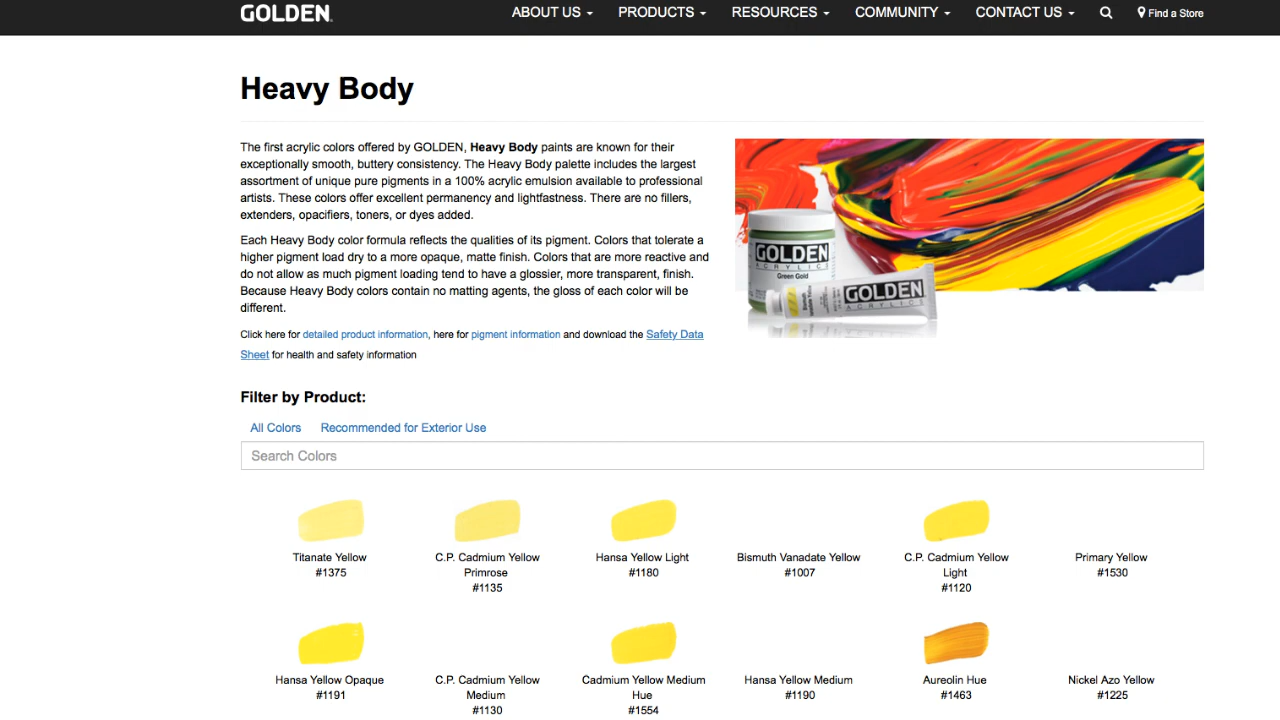 GOLDEN.
ABOUT US PRODUCTS RESOURCES COMMUNITY CONTACT US Find a Store
Heavy Body
The first acrylic colors offered by GOLDEN, Heavy Body paints are known for their
exceptionally smooth, buttery consistency. The Heavy Body palette includes the largest
assortment of unique pure pigments in a 100% acrylic emulsion available to professional
artists. These colors offer excellent permanency and lightfastness. There are no fillers,
extenders, opacifiers, toners, or dyes added.
Each Heavy Body color formula reflects the qualities of its pigment. Colors that tolerate a
higher pigment load dry to a more opaque, matte finish. Colors that are more reactive and
do not allow as much pigment loading tend to have a glossier, more transparent, finish.
Because Heavy Body colors contain no matting agents, the gloss of each color will be
different.
Click here for detailed product information, here for pigment information and download the Safety Data
Sheet for health and safety information
GOLDEN
ACRYLICS
Green Gold
GOLDEN
ACRYLICS
Bismuth
Vanadate Yellow
Filter by Product:
All Colors Recommended for Exterior Use
Search Colors
Titanate Yellow
#1375
C.P. Cadmium Yellow
Primrose
#1135
Hansa Yellow Light
#1180
Bismuth Vanadate Yellow
#1007
C.P. Cadmium Yellow
Light
#1120
Primary Yellow
#1530
Hansa Yellow Opaque
#1191
C.P. Cadmium Yellow
Medium
#1130
Cadmium Yellow Medium
Hue
#1554
Hansa Yellow Medium
#1190
Aureolin Hue
#1463
Nickel Azo Yellow
#1225